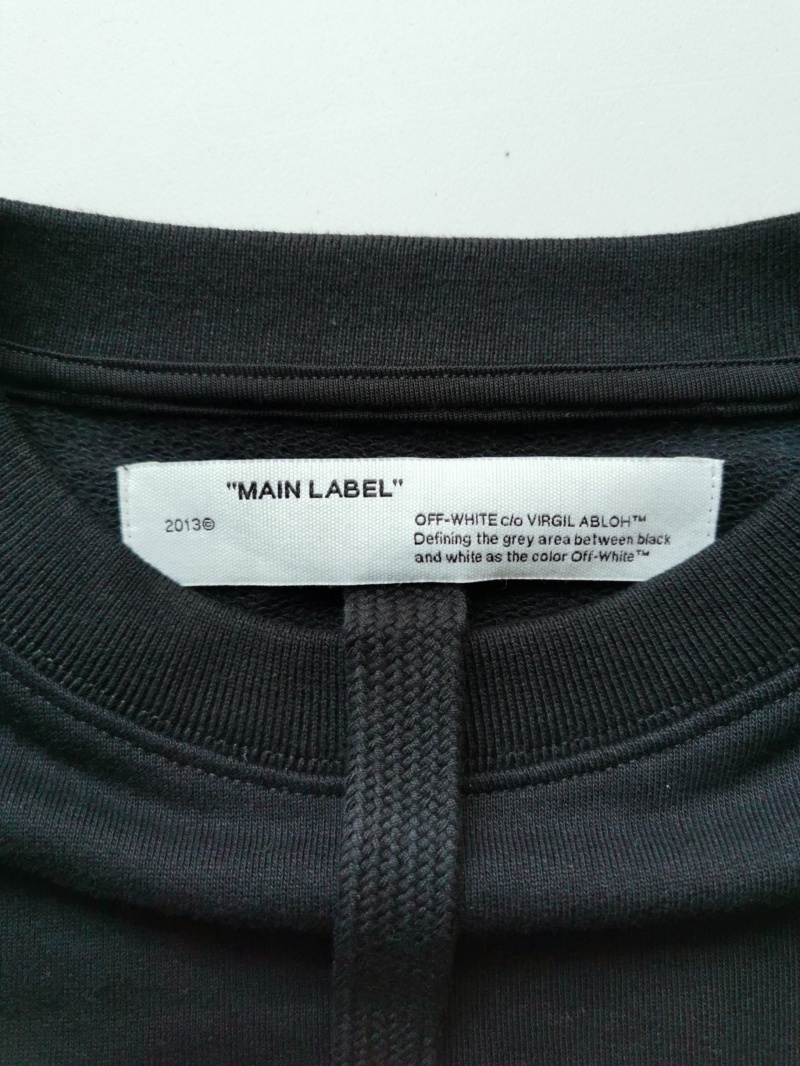 "MAIN LABEL"
2013©
OFF-WHITE c/o VIRGIL ABLOH™
Defining the grey area between black
and white as the color Off-White™